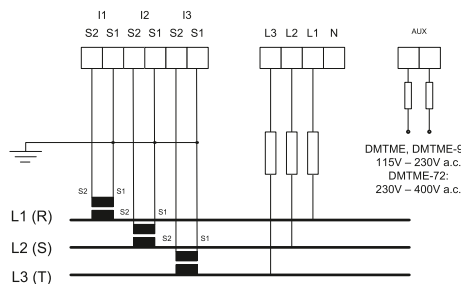 I1 I2 I3
S2 S1 S2 S1 S2 S1 L3 L2 L1 N AUX
DMTME, DMTME-9
115V – 230V a.c.
DMTME-72:
230V – 400V a.c.
S2 S1
L1 (R) S2 S1
L2 (S) S2 S1
L3 (T)